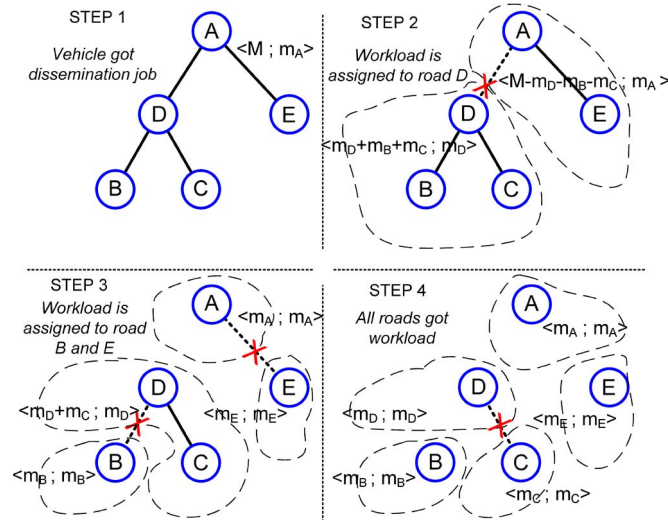 STEP 1
Vehicle got
dissemination job
A
<M ; mA>
D
E
B
C
STEP 2
Workload is
assigned to road D
A
<M-mD-mB-mC ; mA>
D
E
<mD+mB+mC ; mD>
B
C
STEP 3
Workload is
assigned to road
B and E
A
<mA ; mA>
D
E
<mD+mC ; mD>
<mE ; mE>
B
C
<mB ; mB>
STEP 4
All roads got
workload
A
<mA ; mA>
D
E
<mD ; mD>
<mE ; mE>
B
C
<mB ; mB>
<mC ; mC>